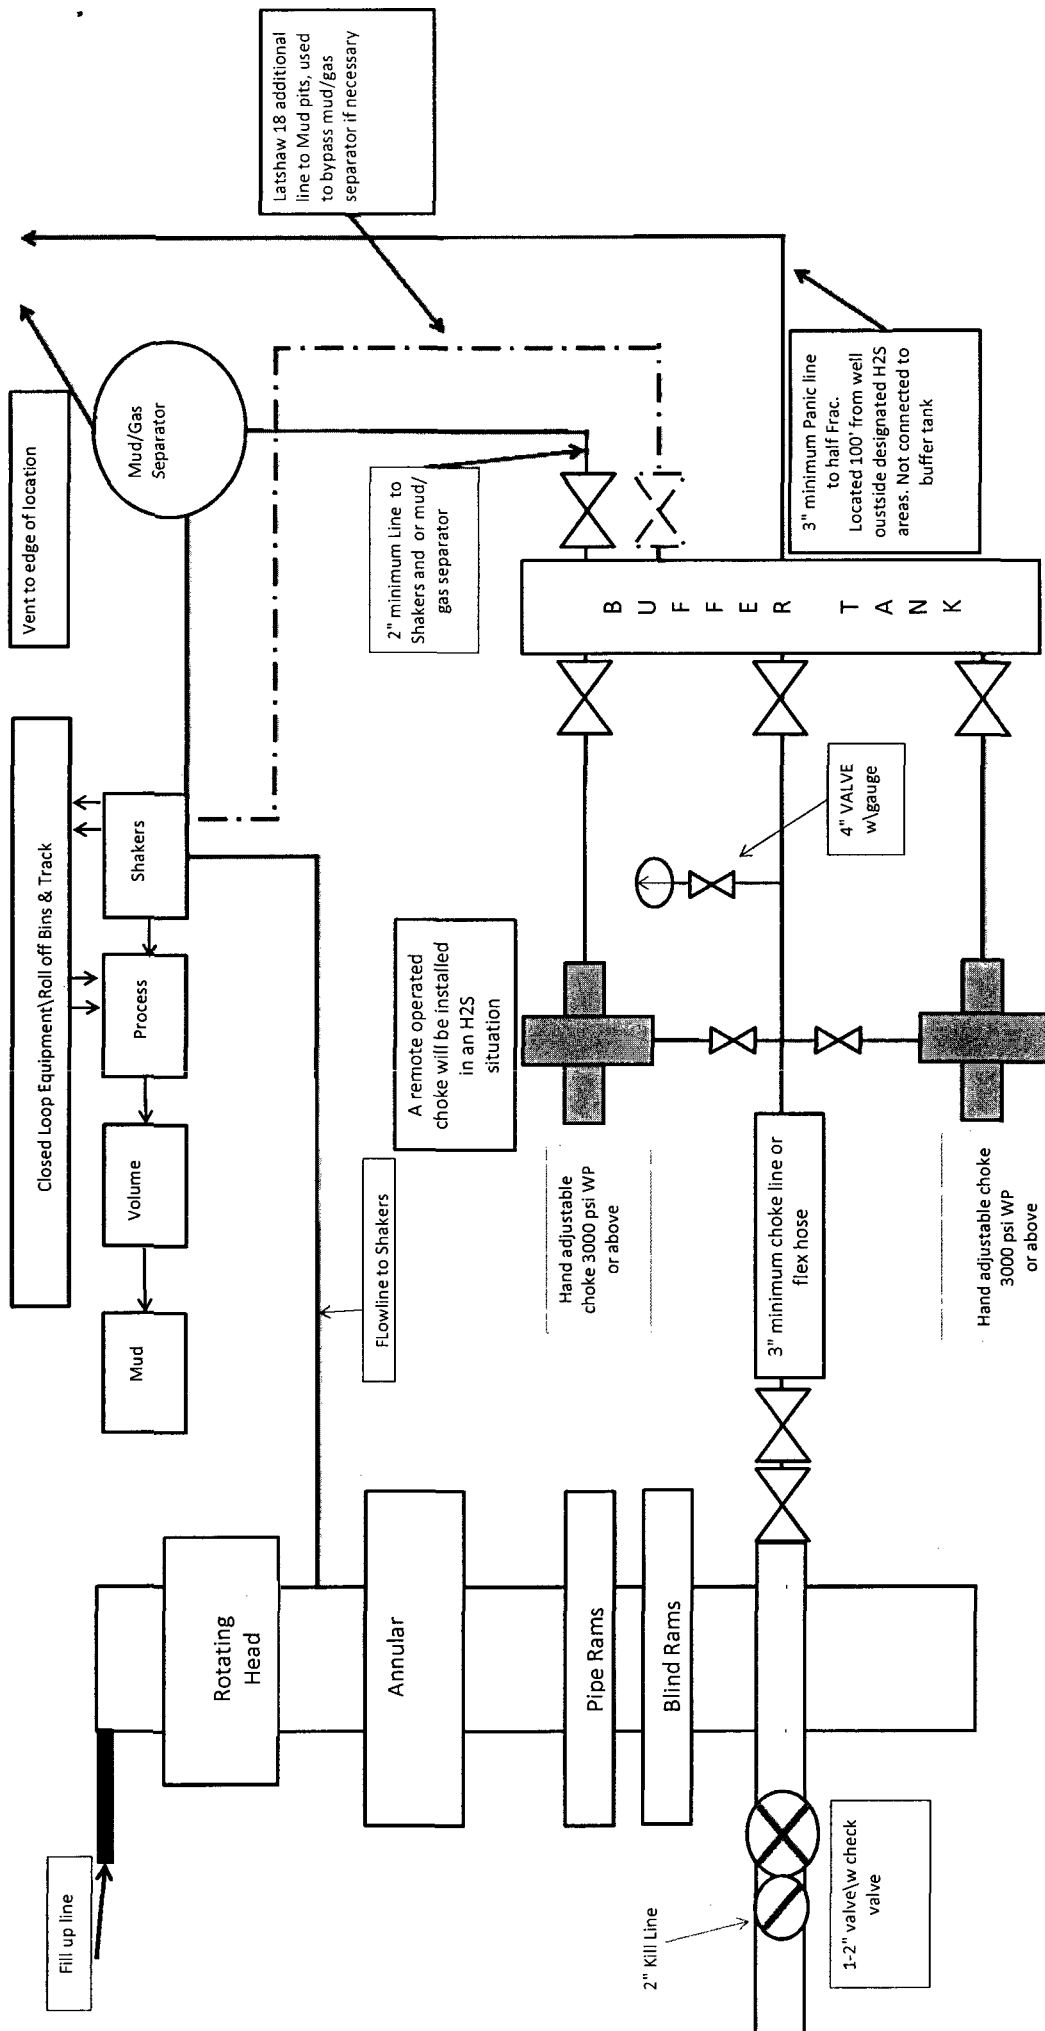 Fill up line
Rotating
Head
Annular
Pipe Rams
Blind Rams
2" Kill Line
1-2" valve\w check
valve
Mud
Volume
Process
Shakers
Closed Loop Equipment\Roll off Bins & Track
FLowline to Shakers
Vent to edge of location
Mud/Gas
Separator
Latshaw 18 additional
line to Mud pits, used
to bypass mud/gas
separator if necessary
2" minimum Line to
Shakers and or mud/
gas separator
A remote operated
choke will be installed
in an H2S
situation
Hand adjustable
choke 3000 psi WP
or above
3" minimum choke line or
flex hose
Hand adjustable choke
3000 psi WP
or above
4" VALVE
w\gauge
BUFFER TANK
3" minimum Panic line
to half Frac.
Located 100' from well
oustside designated H2S
areas. Not connected to
buffer tank